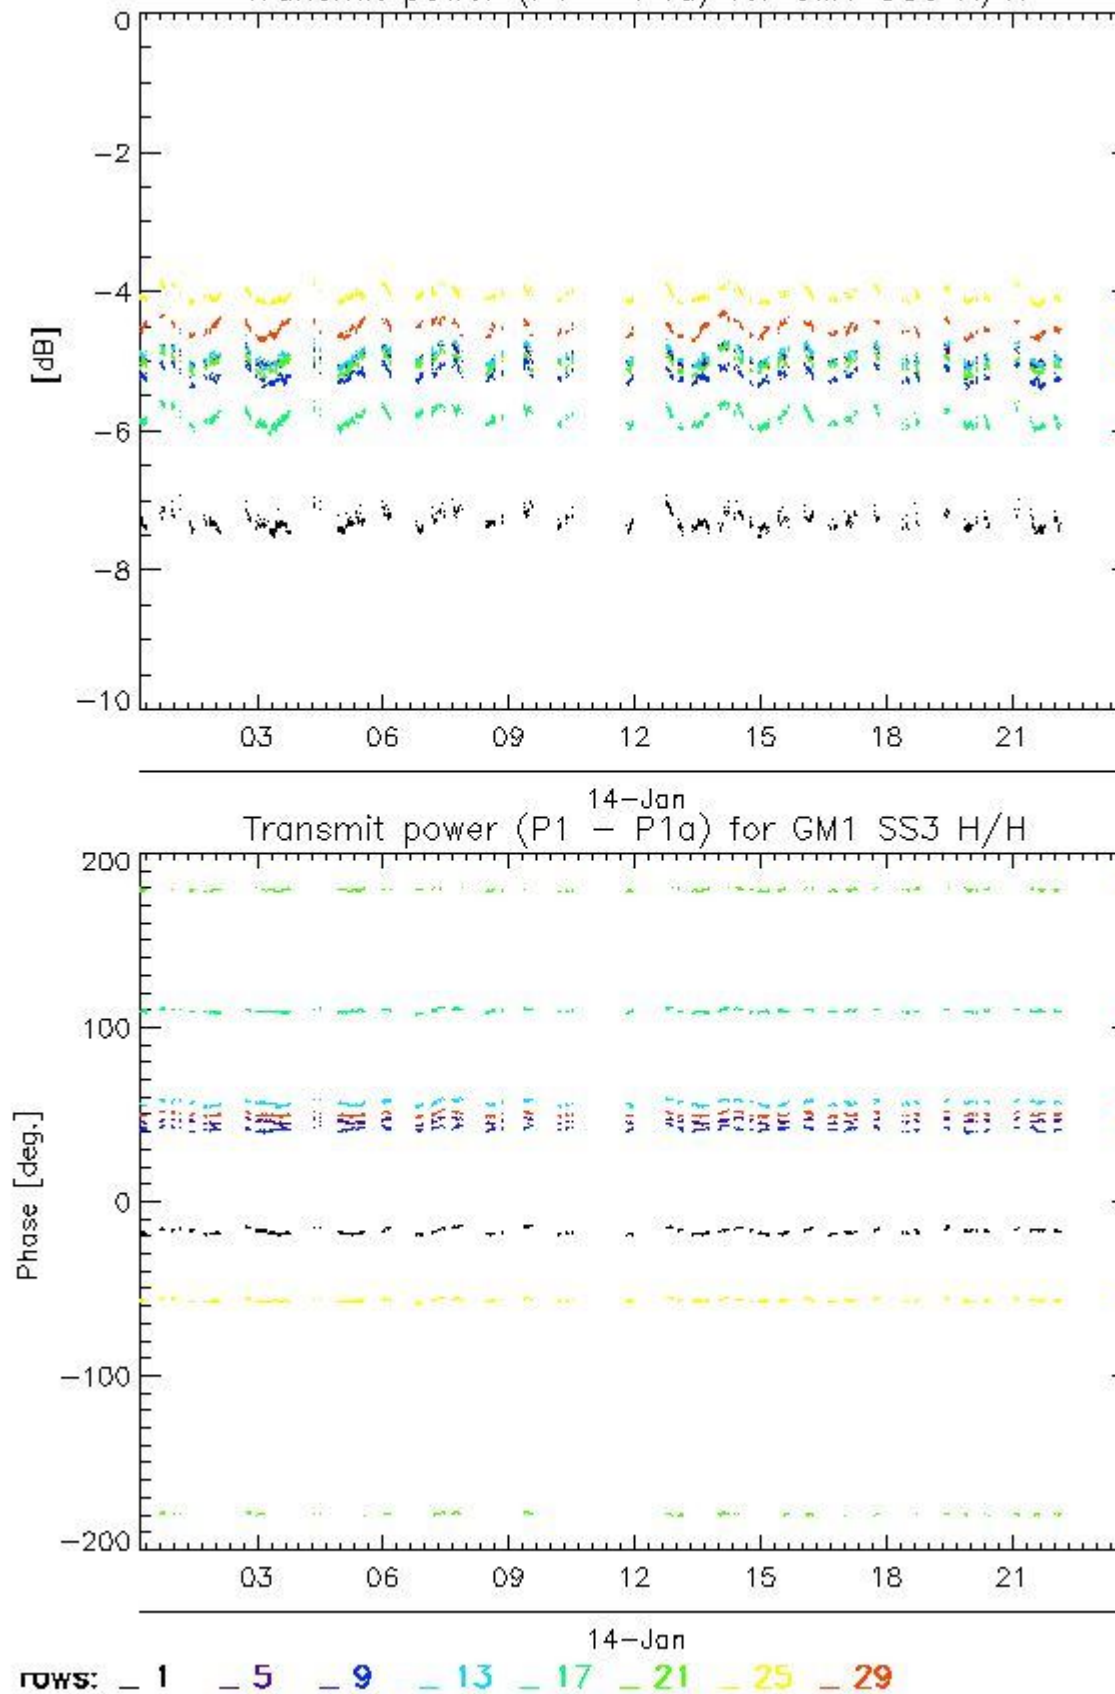 0
−2
−4
[dB]
−6
−8
−10
03 06 09 12 15 18 21
14−Jan
Transmit power (P1 − P1a) for GM1 SS3 H/H
200
100
Phase [deg.]
0
−100
−200
03 06 09 12 15 18 21
14−Jan
rows: _ 1 _ 5 _ 9 _ 13 _ 17 _ 21 _ 25 _ 29